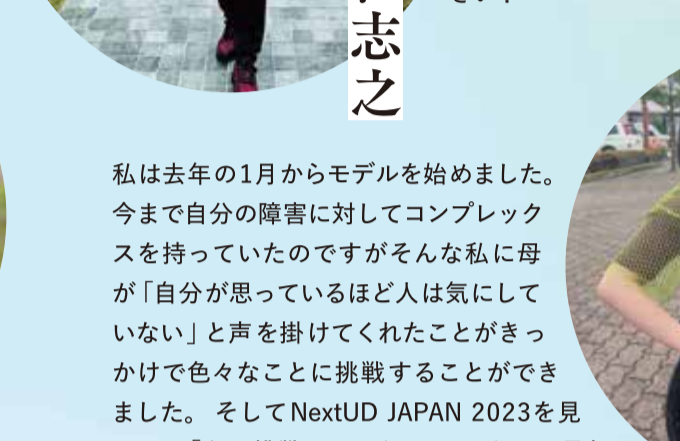 志之
私は去年の1月からモデルを始めました。
今まで自分の障害に対してコンプレック
スを持っていたのですがそんな私に母
が「自分が思っているほど人は気にして
いない」と声を掛けてくれたことがきっ
かけで色々なことに挑戦することができ
ました。そしてNextUD JAPAN 2023を見